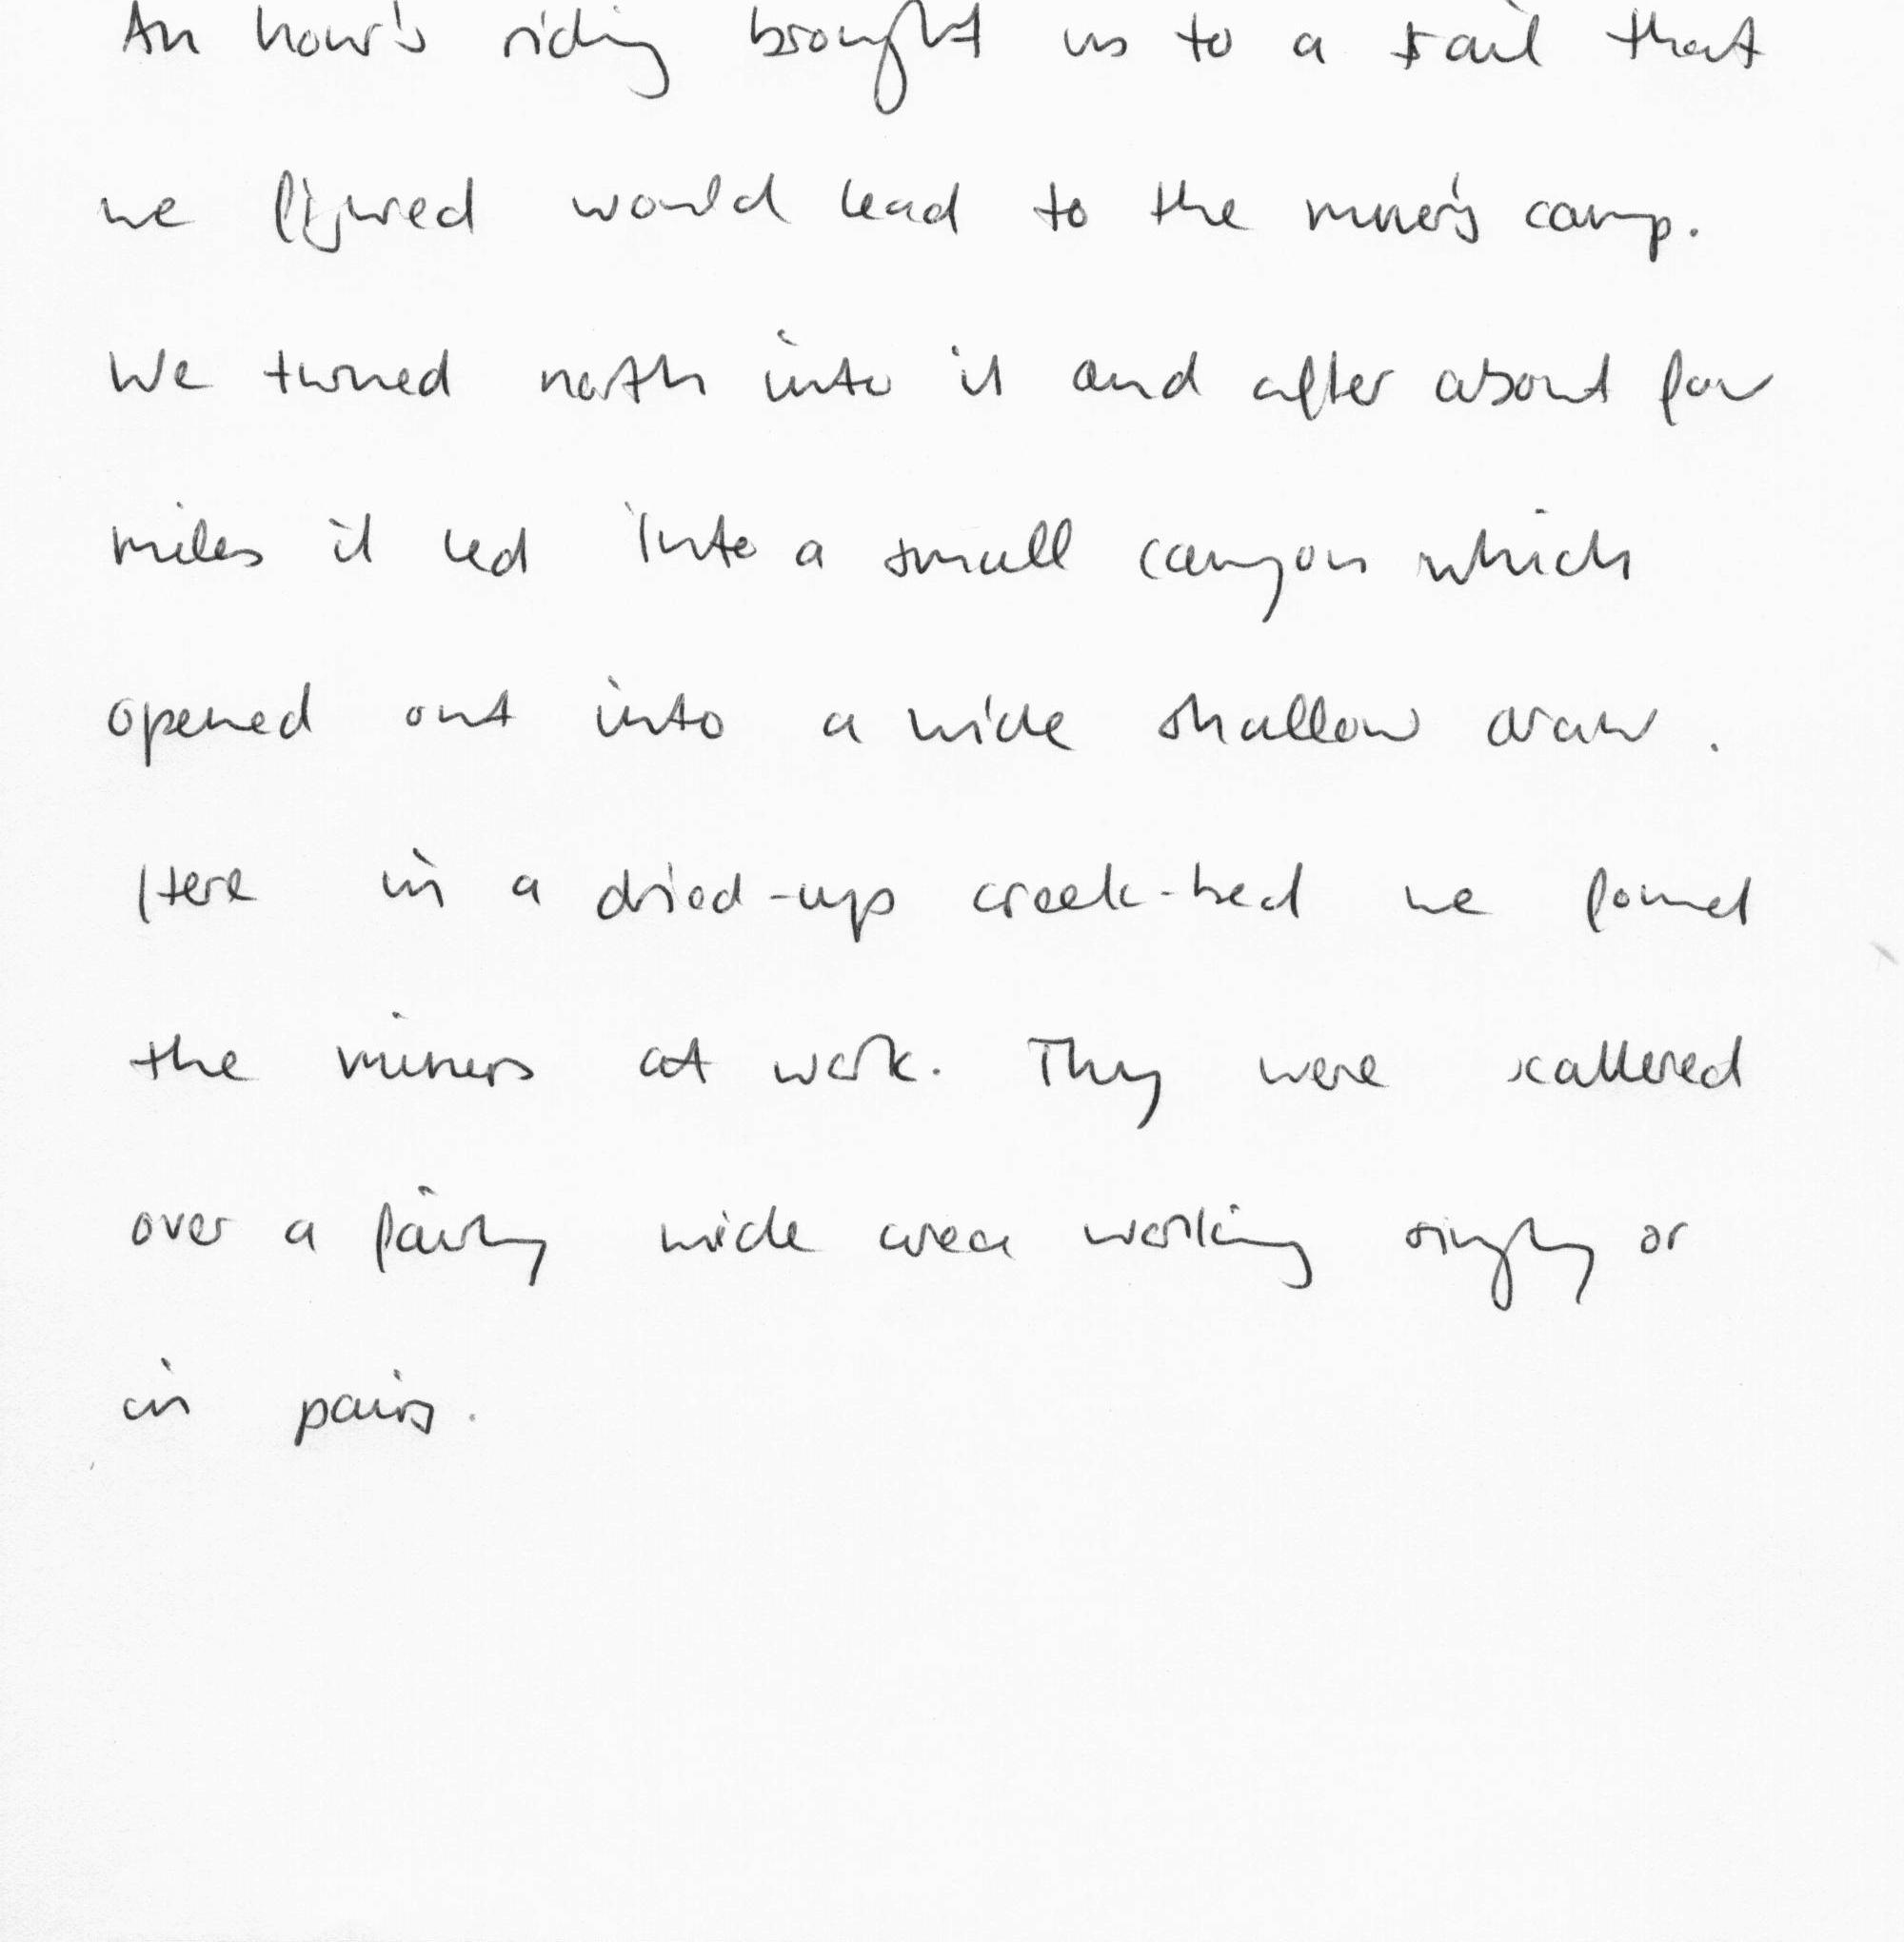 An hour's riding brought us to a trail that
we figured would lead to the miner's camp.
We turned north into it and after about four
miles it led into a small canyon which
opened out into a wide shallow draw.
Here in a dried-up creek-bed we found
the miners at work. They were scattered
over a fairly wide area working singly or
in pairs.